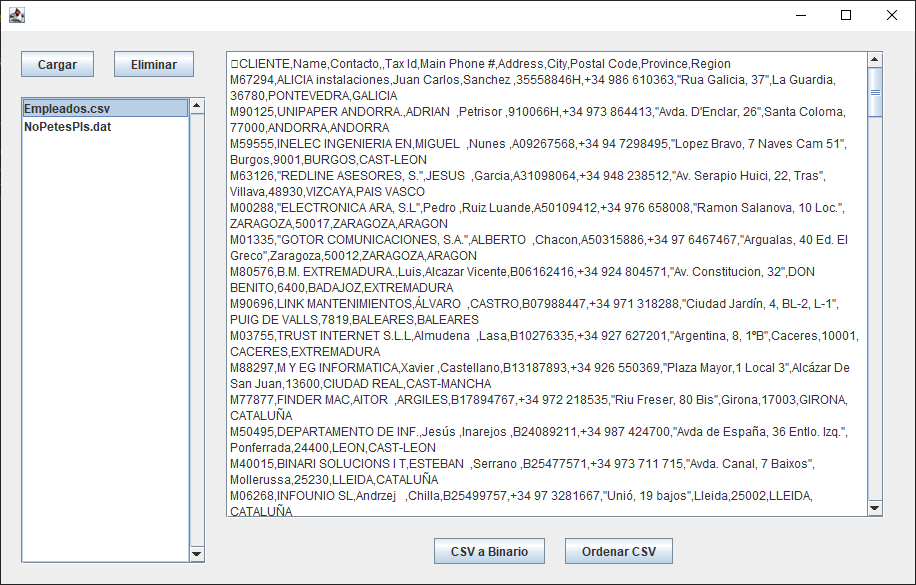 Cargar
Eliminar
Empleados.csv
NoPetesPls.dat
CLIENTE,Name,Contacto,,Tax Id,Main Phone #,Address,City,Postal Code,Province,Region
M67294,ALICIA instalaciones,Juan Carlos,Sanchez ,35558846H,+34 986 610363,"Rua Galicia, 37",La Guardia,
36780,PONTEVEDRA,GALICIA
M90125,UNIPAPER ANDORRA.,ADRIAN  ,Petrisor ,910066H,+34 973 864413,"Avda. D'Enclar, 26",Santa Coloma,
77000,ANDORRA,ANDORRA
M59555,INELEC INGENIERIA EN,MIGUEL  ,Nunes ,A09267568,+34 94 7298495,"Lopez Bravo, 7 Naves Cam 51",
Burgos,9001,BURGOS,CAST-LEON
M63126,"REDLINE ASESORES, S.",JESUS  ,Garcia,A31098064,+34 948 238512,"Av. Serapio Huici, 22, Tras",
Villava,48930,VIZCAYA,PAIS VASCO
M00288,"ELECTRONICA ARA, S.L",Pedro ,Ruiz Luande,A50109412,+34 976 658008,"Ramon Salanova, 10 Loc.",
ZARAGOZA,50017,ZARAGOZA,ARAGON
M01335,"GOTOR COMUNICACIONES, S.A.",ALBERTO  ,Chacon,A50315886,+34 97 6467467,"Argualas, 40 Ed. El
Greco",Zaragoza,50012,ZARAGOZA,ARAGON
M80576,B.M. EXTREMADURA.,Luis,Alcazar Vicente,B06162416,+34 924 804571,"Av. Constitucion, 32",DON
BENITO,6400,BADAJOZ,EXTREMADURA
M90696,LINK MANTENIMIENTOS,ÁLVARO  ,CASTRO,B07988447,+34 971 318288,"Ciudad Jardín, 4, BL-2, L-1",
PUIG DE VALLS,7819,BALEARES,BALEARES
M03755,TRUST INTERNET S.L.L,Almudena  ,Lasa,B10276335,+34 927 627201,"Argentina, 8, 1ºB",Caceres,10001,
CACERES,EXTREMADURA
M88297,M Y EG INFORMATICA,Xavier ,Castellano,B13187893,+34 926 550369,"Plaza Mayor,1 Local 3",Alcázar De
San Juan,13600,CIUDAD REAL,CAST-MANCHA
M77877,FINDER MAC,AITOR  ,ARGILES,B17894767,+34 972 218535,"Riu Freser, 80 Bis",Girona,17003,GIRONA,
CATALUÑA
M50495,DEPARTAMENTO DE INF.,Jesús ,Inarejos ,B24089211,+34 987 424700,"Avda de España, 36 Entlo. Izq.",
Ponferrada,24400,LEON,CAST-LEON
M40015,BINARI SOLUCIONS I T,ESTEBAN  ,Serrano ,B25477571,+34 973 711 715,"Avda. Canal, 7 Baixos",
Mollerussa,25230,LLEIDA,CATALUÑA
M06268,INFOUNIO SL,Andrzej   ,Chilla,B25499757,+34 97 3281667,"Unió, 19 bajos",Lleida,25002,LLEIDA,
CATALUÑA
CSV a Binario
Ordenar CSV